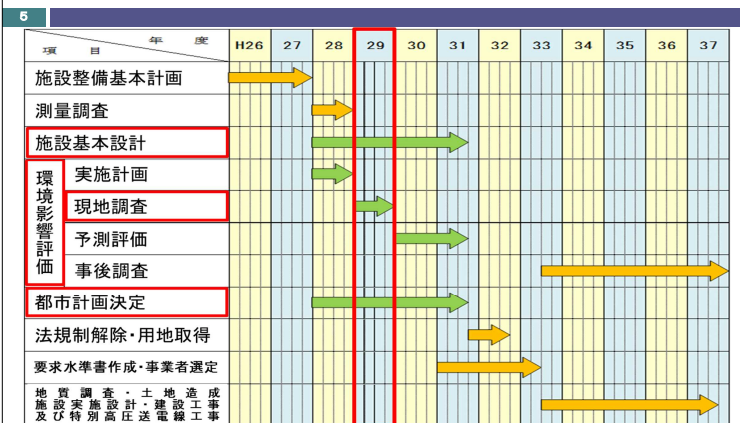 5
年度
項目
H26 27 28 29 30 31 32 33 34 35 36 37
施設整備基本計画
測量調査
施設基本設計
環境影響評価
実施計画
現地調査
予測評価
事後調査
都市計画決定
法規制解除・用地取得
要求水準書作成・事業者選定
地質調査・土地造成
施設実施設計・建設工事
及び特別高圧送電線工事